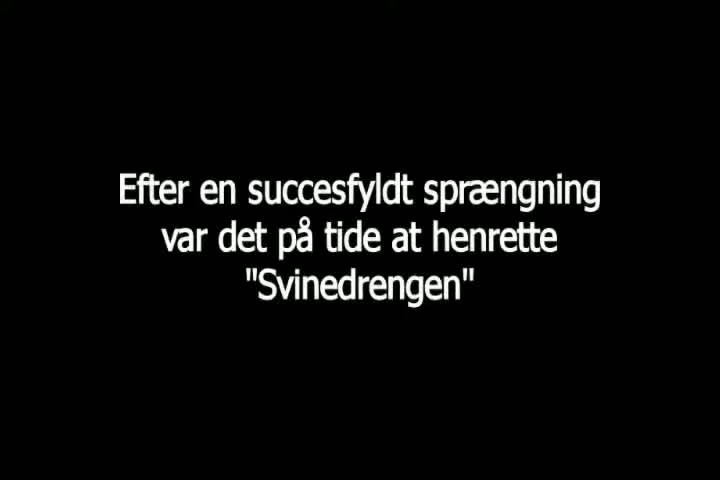 Efter en succesfyldt sprængning
var det på tide at henrette
"Svinedrengen"